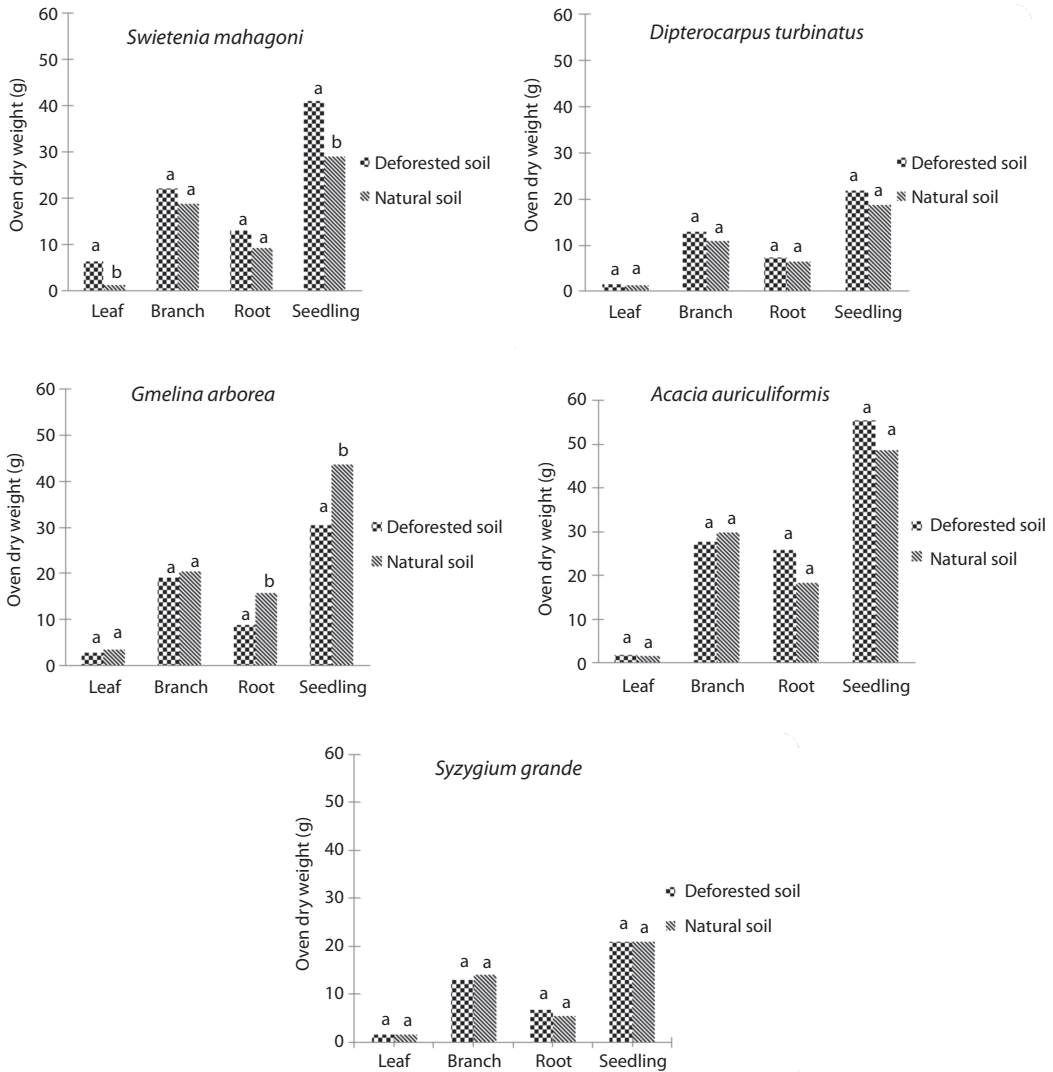 Swietenia mahagoni
Oven dry weight (g)
60
50
40
30
20
10
0
a
b
a
a
a
a
a
b
Leaf Branch Root Seedling
Deforested soil
Natural soil
Dipterocarpus turbinatus
Oven dry weight (g)
60
50
40
30
20
10
0
a
a
a
a
a
a
a
a
Leaf Branch Root Seedling
Deforested soil
Natural soil
Gmelina arborea
Oven dry weight (g)
60
50
40
30
20
10
0
a
a
a
a
a
b
a
b
Leaf Branch Root Seedling
Deforested soil
Natural soil
Acacia auriculiformis
Oven dry weight (g)
60
50
40
30
20
10
0
a
a
a
a
a
a
a
a
Leaf Branch Root Seedling
Deforested soil
Natural soil
Syzygium grande
Oven dry weight (g)
60
50
40
30
20
10
0
a
a
a
a
a
a
a
a
Leaf Branch Root Seedling
Deforested soil
Natural soil